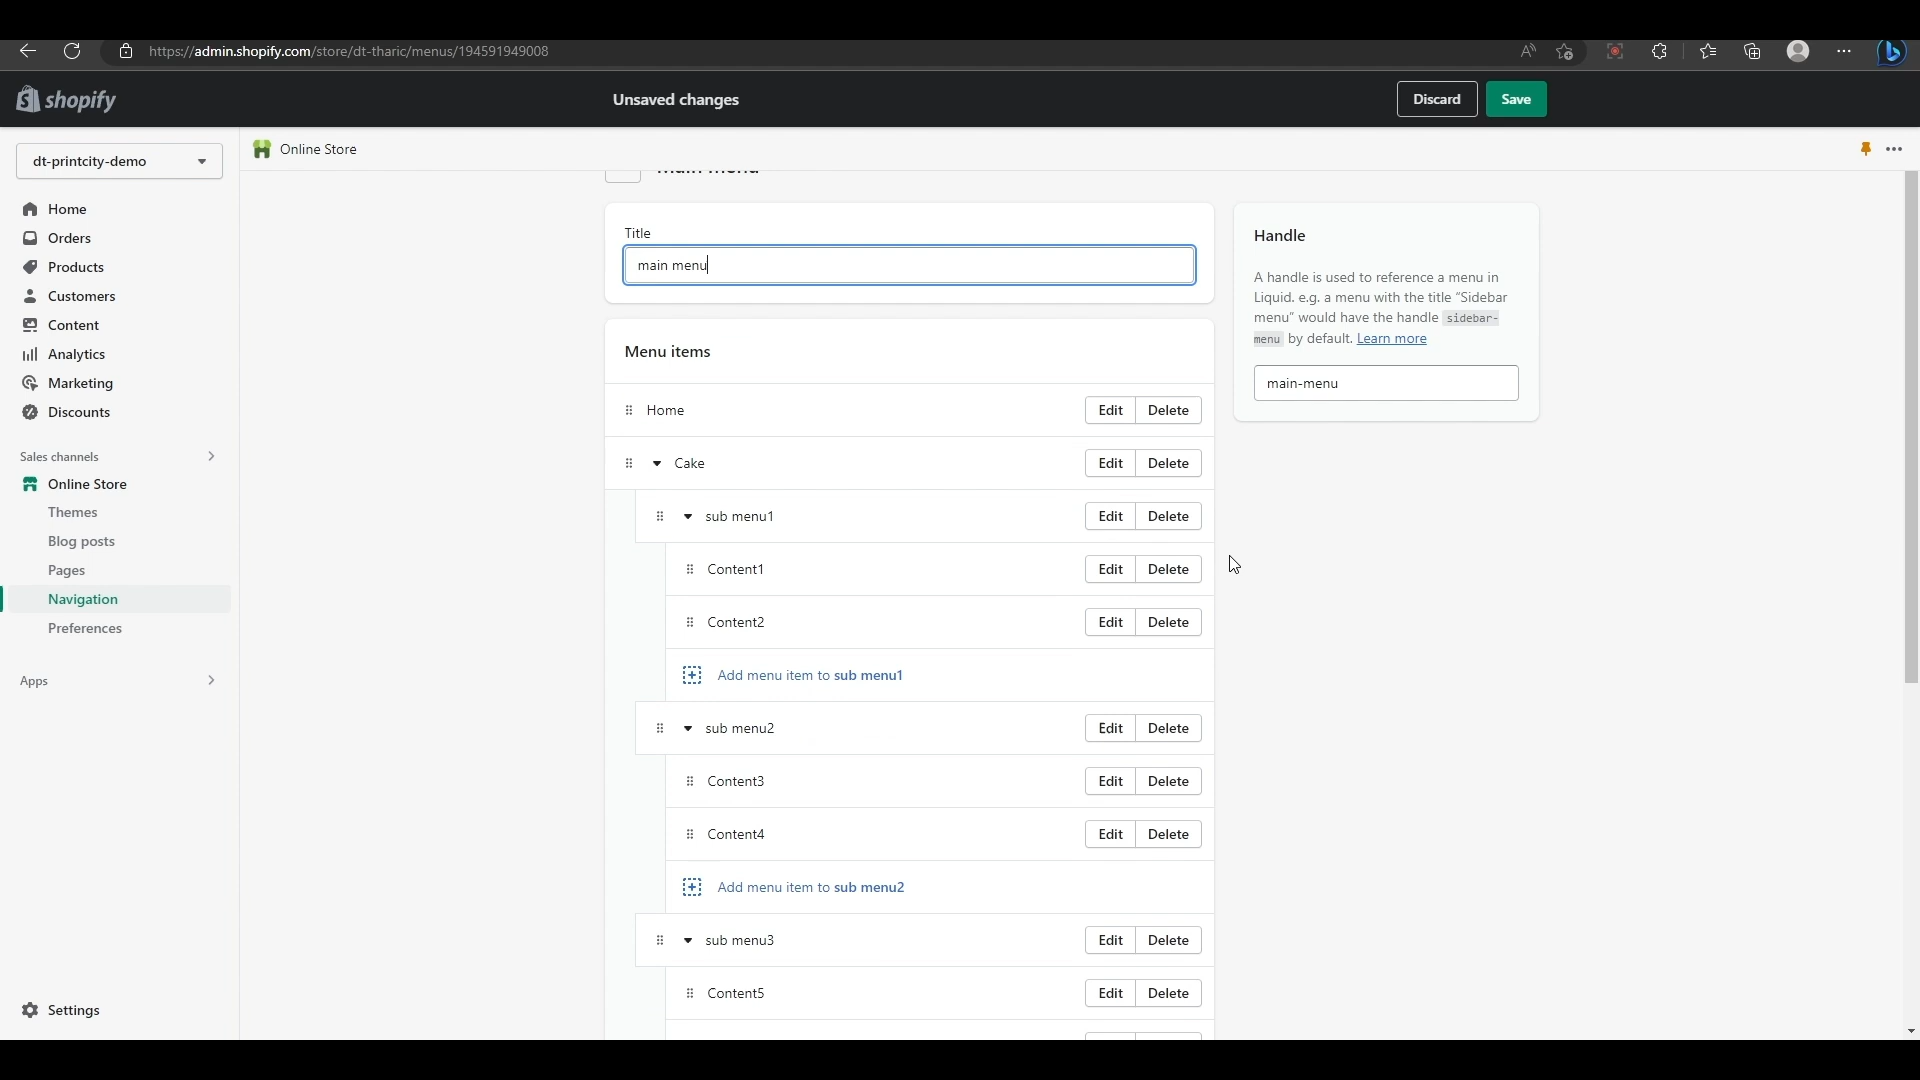 https://admin.shopify.com/store/dt-tharic/menus/194591949008
shopify
Unsaved changes
Discard
Save
dt-printcity-demo
Online Store
Home
Orders
Products
Customers
Content
Analytics
Marketing
Discounts
Sales channels
Online Store
Themes
Blog posts
Pages
Navigation
Preferences
Apps
Settings
Main menu
Title
main menu
Menu items
Home Edit Delete
Cake Edit Delete
sub menu1 Edit Delete
Content1 Edit Delete
Content2 Edit Delete
Add menu item to sub menu1
sub menu2 Edit Delete
Content3 Edit Delete
Content4 Edit Delete
Add menu item to sub menu2
sub menu3 Edit Delete
Content5 Edit Delete
Handle
A handle is used to reference a menu in
Liquid. e.g. a menu with the title “Sidebar
menu” would have the handle sidebar-
menu by default. Learn more
main-menu